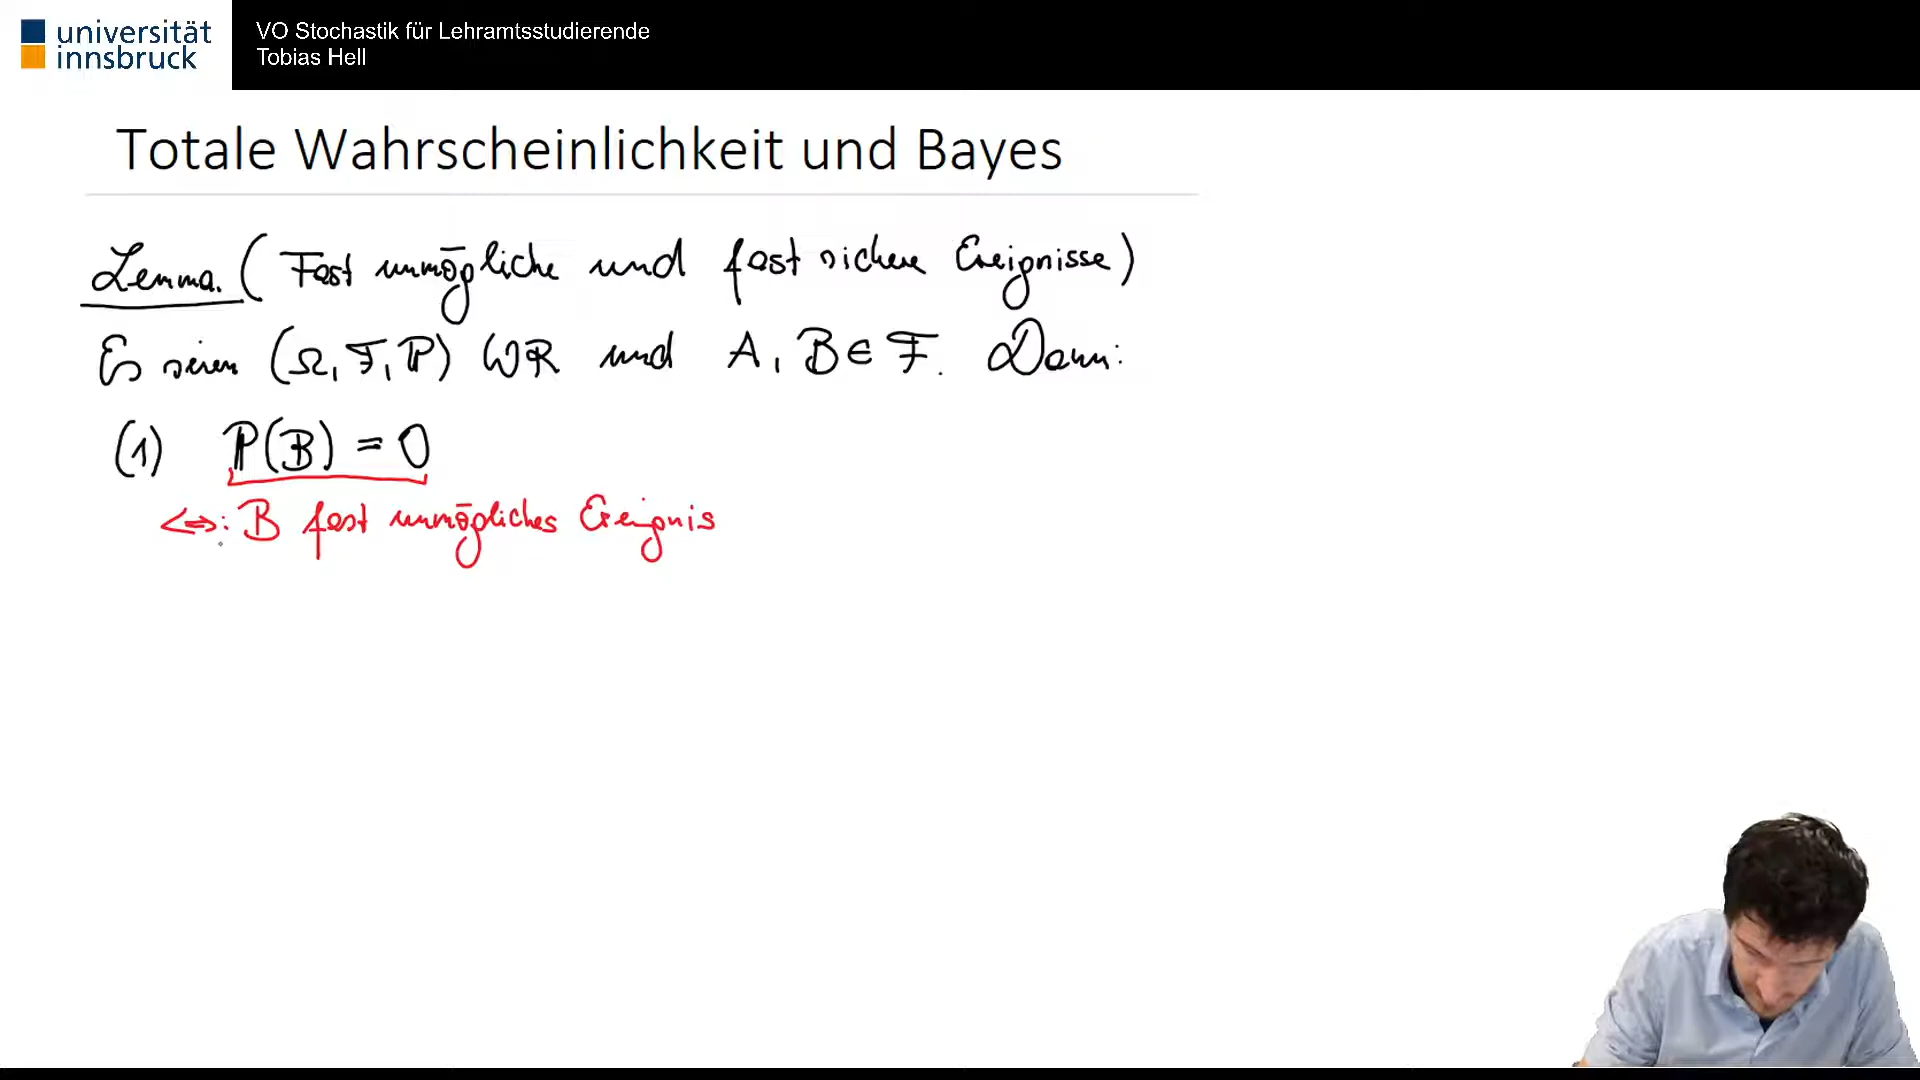 universität
innsbruck
VO Stochastik für Lehramtsstudierende
Tobias Hell
Totale Wahrscheinlichkeit und Bayes
Lemma. (Fast unmögliche und fast sichere Ereignisse)
Es seien (Ω, F, ℙ) WR und A, B ∈ F. Dann:
(1) ℙ(B) = 0
<=>: B fast unmögliches Ereignis